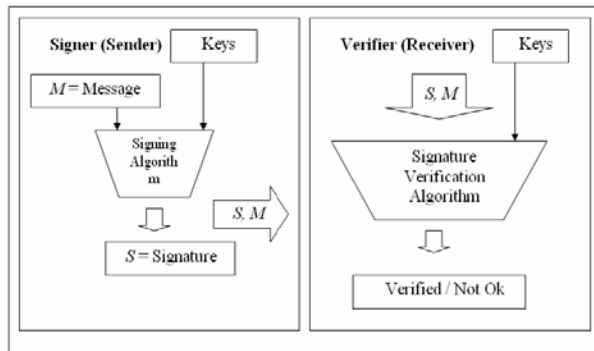 Signer (Sender)
Keys
M = Message
Signing
Algorith
m
S, M
S = Signature
Verifier (Receiver)
Keys
S, M
Signature
Verification
Algorithm
Verified / Not Ok